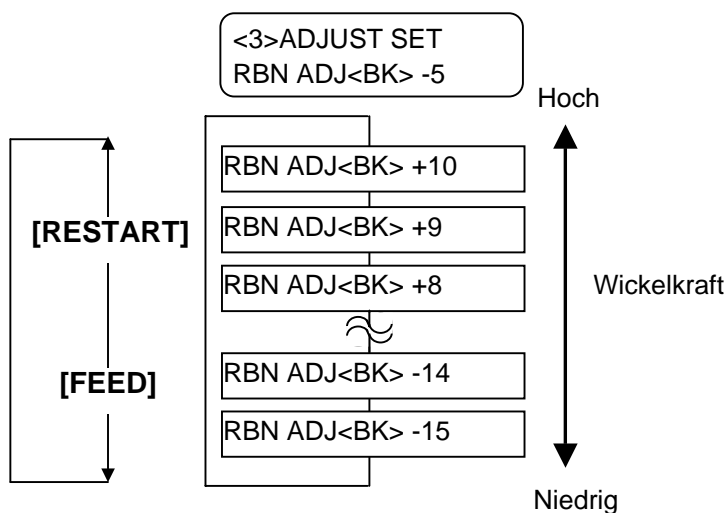 <3>ADJUST SET
RBN ADJ<BK> -5
Hoch
RBN ADJ<BK> +10
[RESTART]
RBN ADJ<BK> +9
RBN ADJ<BK> +8
Wickelkraft
[FEED]
RBN ADJ<BK> -14
RBN ADJ<BK> -15
Niedrig